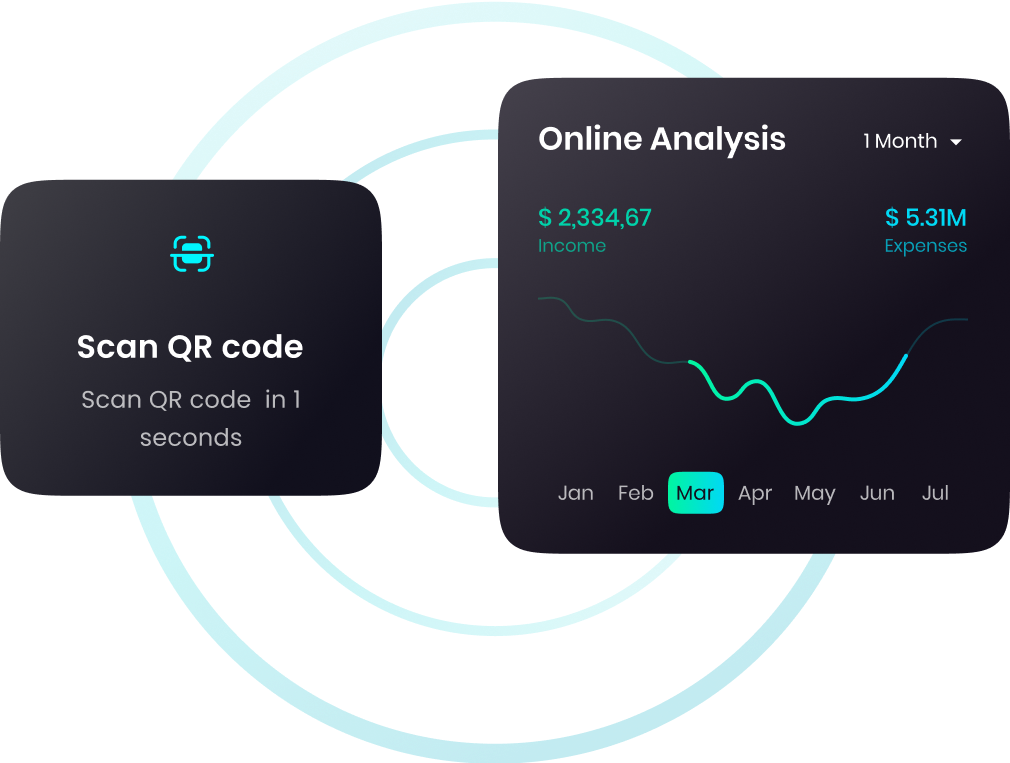 Scan QR code
Scan QR code in 1
seconds
Online Analysis
1 Month
$ 2,334,67
Income
$ 5.31M
Expenses
Jan Feb Mar Apr May Jun Jul